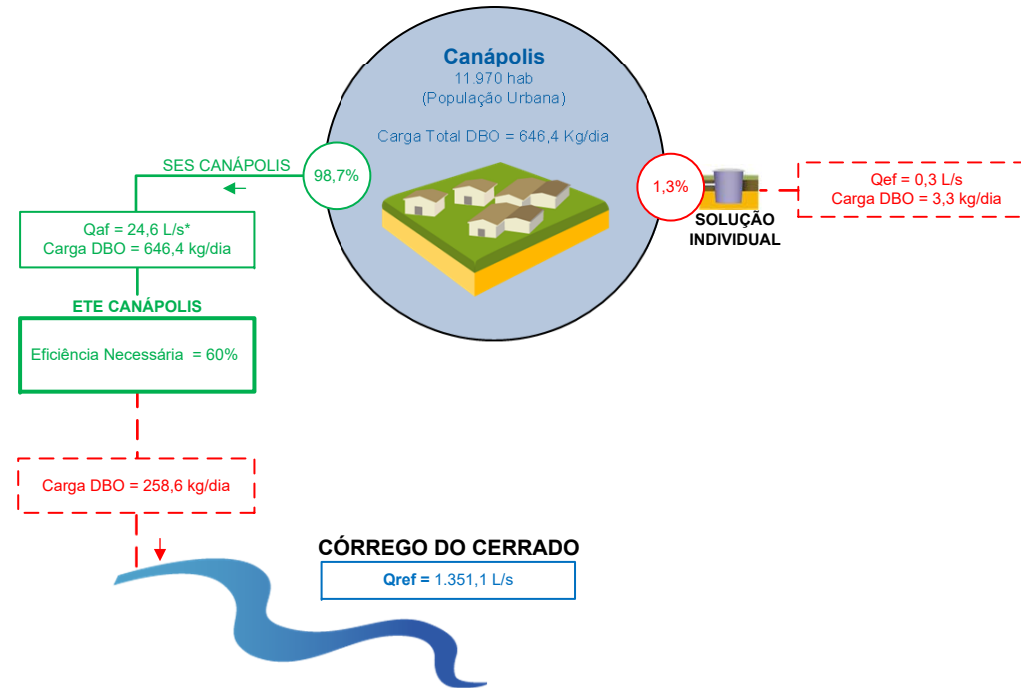 Canápolis
11.970 hab
(População Urbana)
Carga Total DBO = 646,4 Kg/dia
SES CANÁPOLIS
98,7%
1,3%
SOLUÇÃO
INDIVIDUAL
Qef = 0,3 L/s
Carga DBO = 3,3 kg/dia
Qaf = 24,6 L/s*
Carga DBO = 646,4 kg/dia
ETE CANÁPOLIS
Eficiência Necessária = 60%
Carga DBO = 258,6 kg/dia
CÓRREGO DO CERRADO
Qref = 1.351,1 L/s